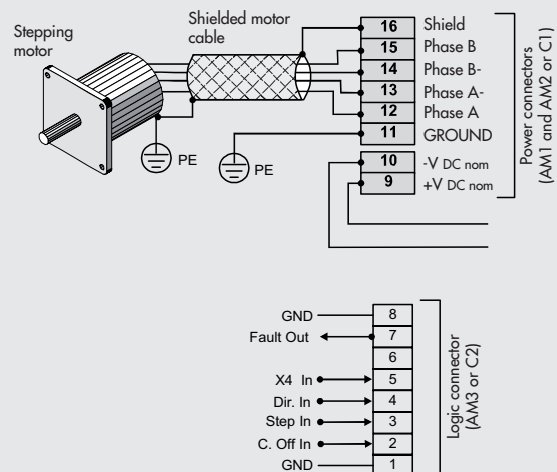 Stepping
motor
Shielded motor
cable
PE
PE
16 Shield
15 Phase B
14 Phase B-
13 Phase A-
12 Phase A
11 GROUND
10 -V DC nom
9 +V DC nom
Power connectors
(AM1 and AM2 or C1)
GND 8
Fault Out 7
6
X4 In 5
Dir. In 4
Step In 3
C. Off In 2
GND 1
Logic connector
(AM3 or C2)